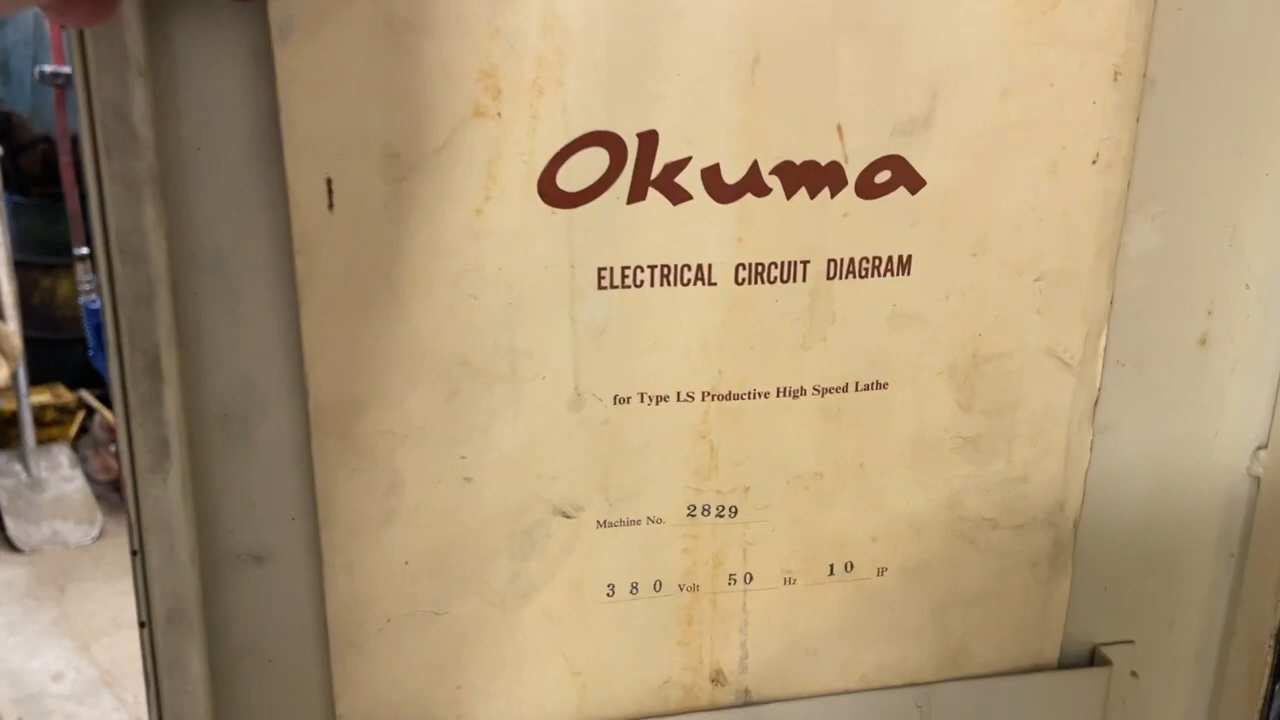 Okuma
ELECTRICAL CIRCUIT DIAGRAM
for Type LS Productive High Speed Lathe
Machine No. 2829
380 Volt 50 Hz 10 HP